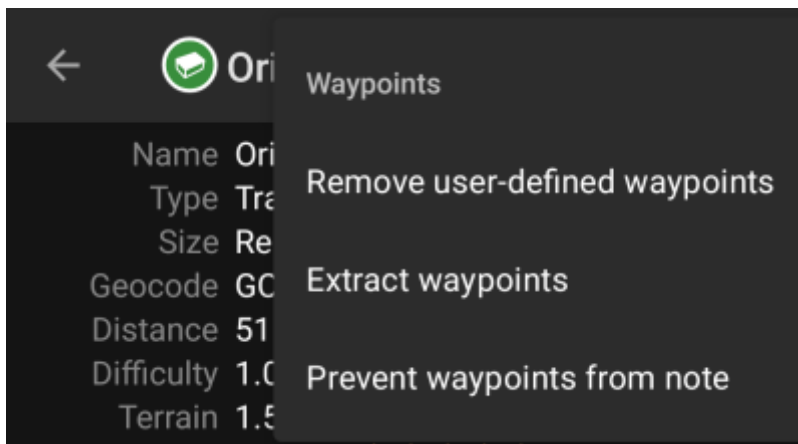 Ori
Waypoints
Name Ori
Remove user-defined waypoints
Type Tra
Size Re
Geocode GC
Extract waypoints
Distance 51
Difficulty 1.0
Prevent waypoints from note
Terrain 1.5